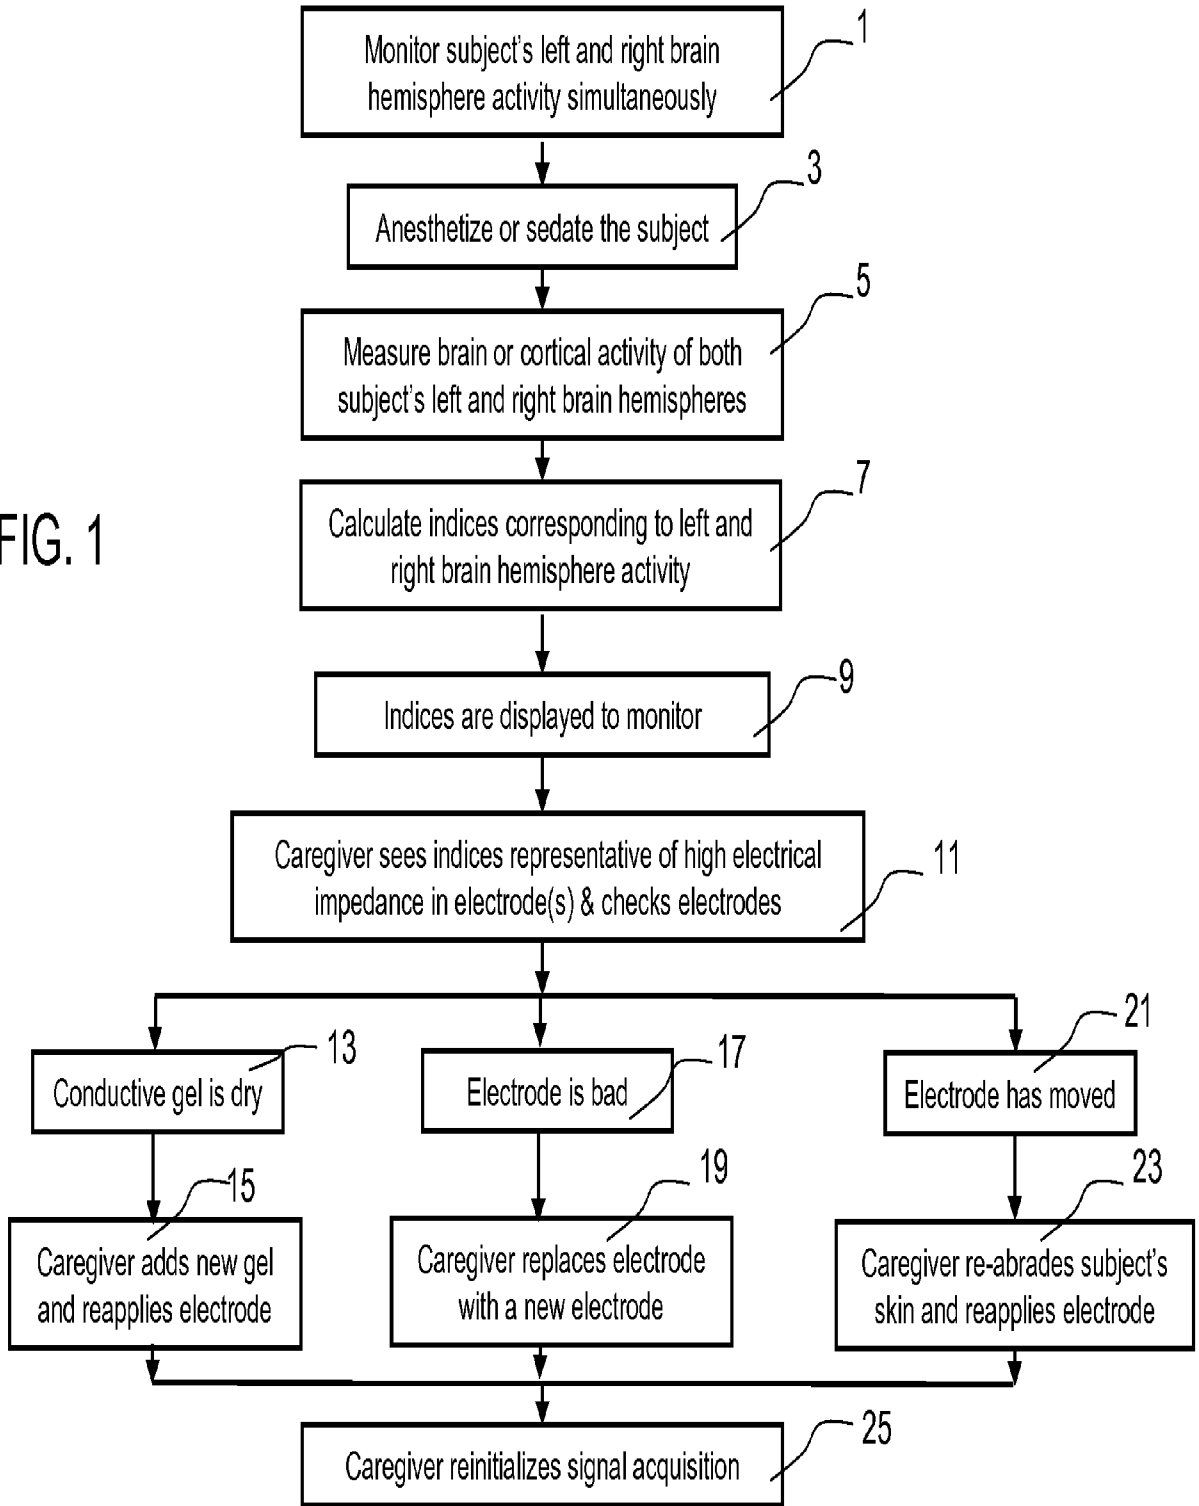 Monitor subject's left and right brain
hemisphere activity simultaneously
1
Anesthetize or sedate the subject
3
Measure brain or cortical activity of both
subject's left and right brain hemispheres
5
FIG. 1
Calculate indices corresponding to left and
right brain hemisphere activity
7
Indices are displayed to monitor
9
Caregiver sees indices representative of high electrical
impedance in electrode(s) & checks electrodes
11
Conductive gel is dry
13
Electrode is bad
17
Electrode has moved
21
Caregiver adds new gel
and reapplies electrode
15
Caregiver replaces electrode
with a new electrode
19
Caregiver re-abrades subject's
skin and reapplies electrode
23
Caregiver reinitializes signal acquisition
25